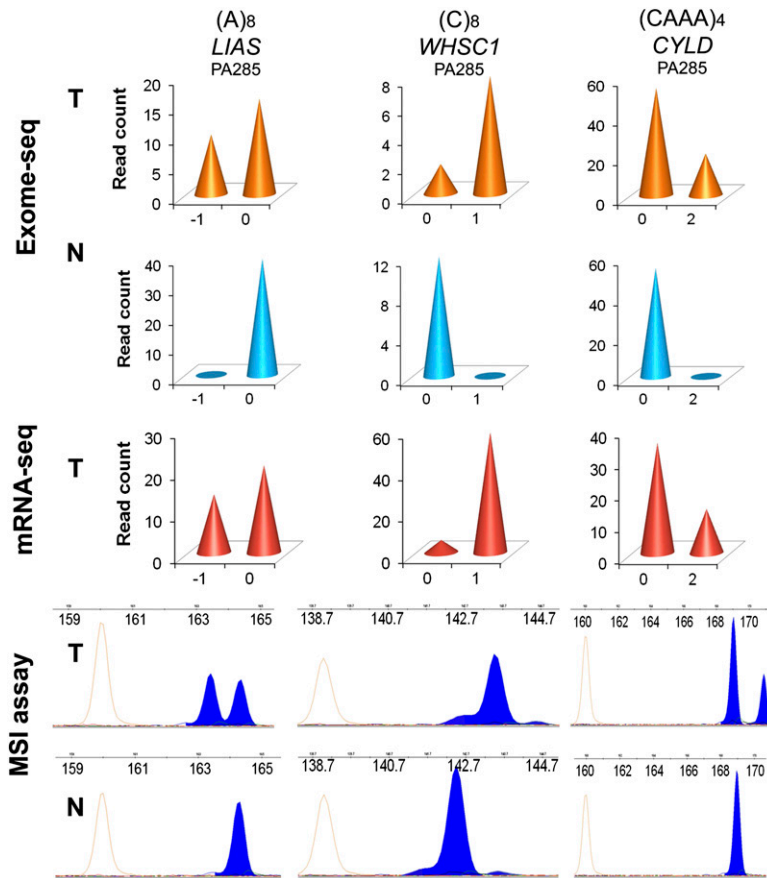 (A)8 (C)8 (CAAA)4
LIAS WHSC1 CYLD
PA285 PA285 PA285
Exome-seq
T
Read count
20
15
10
5
0
-1 0
8
6
4
2
0
0 1
60
40
20
0
0 2
N
Read count
40
30
20
10
0
-1 0
12
8
4
0
0 1
60
40
20
0
0 2
mRNA-seq
T
Read count
30
20
10
0
-1 0
60
40
20
0
0 1
40
30
20
10
0
0 2
MSI assay
T
159 161 163 165
138.7 140.7 142.7 144.7
160 162 164 166 168 170
N
159 161 163 165
138.7 140.7 142.7 144.7
160 162 164 166 168 170